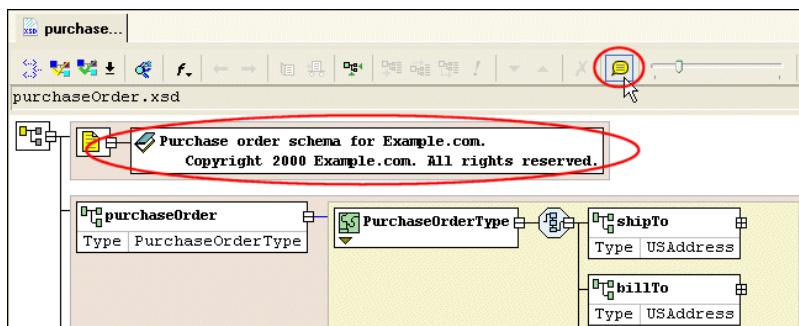 XSD purchase...
f
purchaseOrder.xsd
Purchase order schema for Example.com.
Copyright 2000 Example.com. All rights reserved.
purchaseOrder
Type PurchaseOrderType
PurchaseOrderType
shipTo
Type USAddress
billTo
Type USAddress